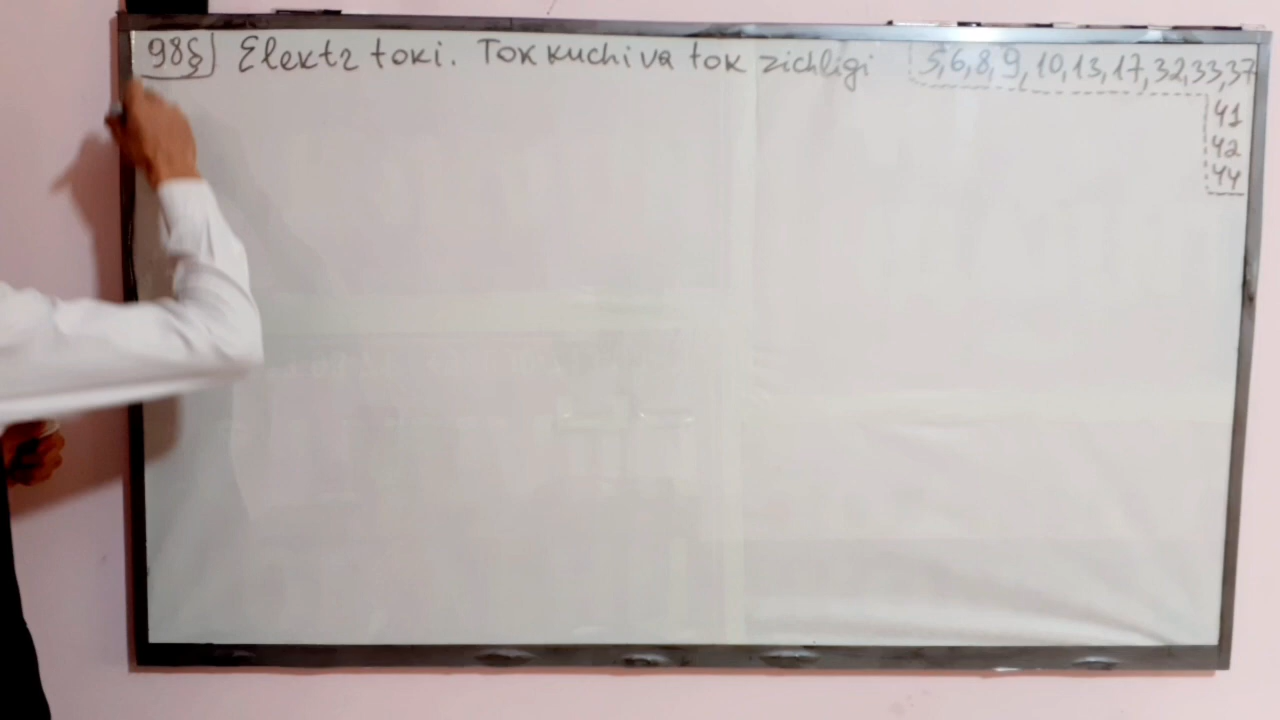 98§ Elektr toki. Tok kuchi va tok zichligi 5, 6, 8, 9, 10, 13, 17, 32, 33, 37
41
42
44